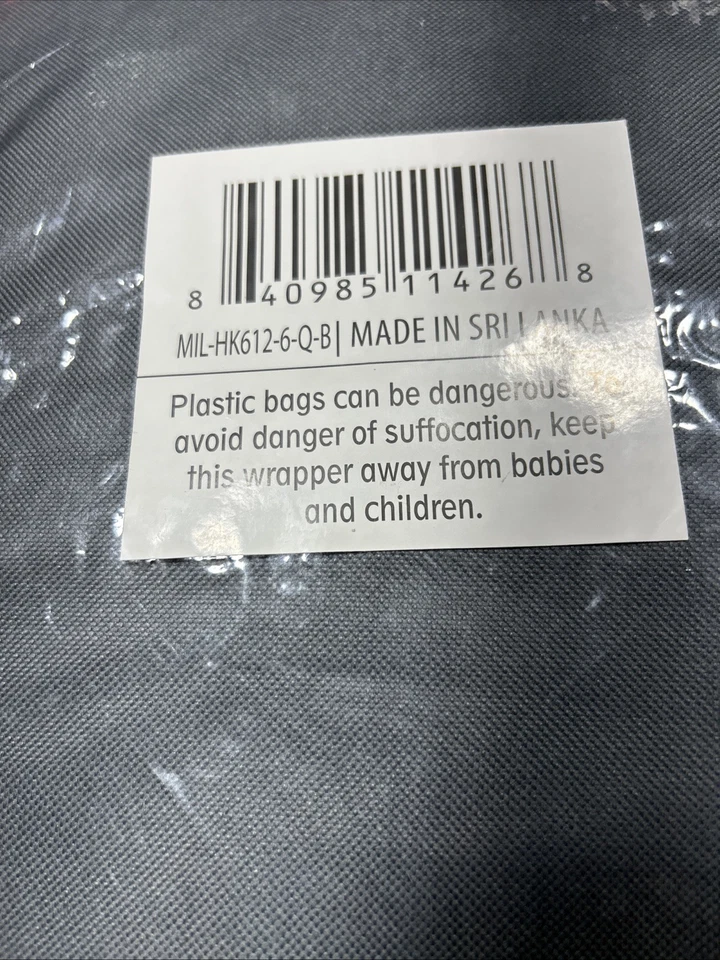 8 40985 11426 8
MIL-HK612-6-Q-B| MADE IN SRI LANKA
Plastic bags can be dangerous.
avoid danger of suffocation, keep
this wrapper away from babies
and children.